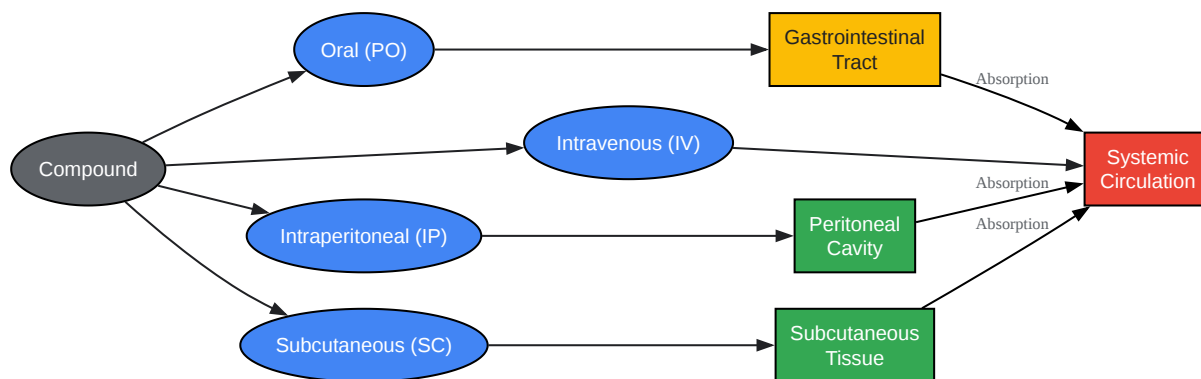 Oral (PO)
Gastrointestinal
Tract
Absorption
Compound
Intravenous (IV)
Systemic
Circulation
Absorption
Intraperitoneal (IP)
Peritoneal
Cavity
Absorption
Subcutaneous (SC)
Subcutaneous
Tissue